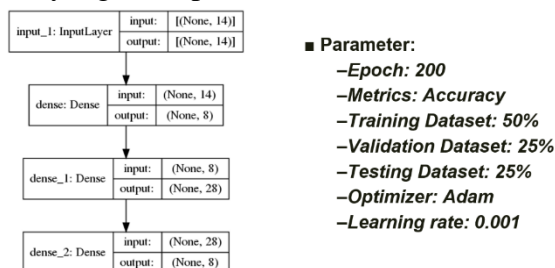 input_1: InputLayer
input: [(None, 14)]
output: [(None, 14)]
dense: Dense
input: (None, 14)
output: (None, 8)
dense_1: Dense
input: (None, 8)
output: (None, 28)
dense_2: Dense
input: (None, 28)
output: (None, 8)
■ Parameter:
–Epoch: 200
–Metrics: Accuracy
–Training Dataset: 50%
–Validation Dataset: 25%
–Testing Dataset: 25%
–Optimizer: Adam
–Learning rate: 0.001